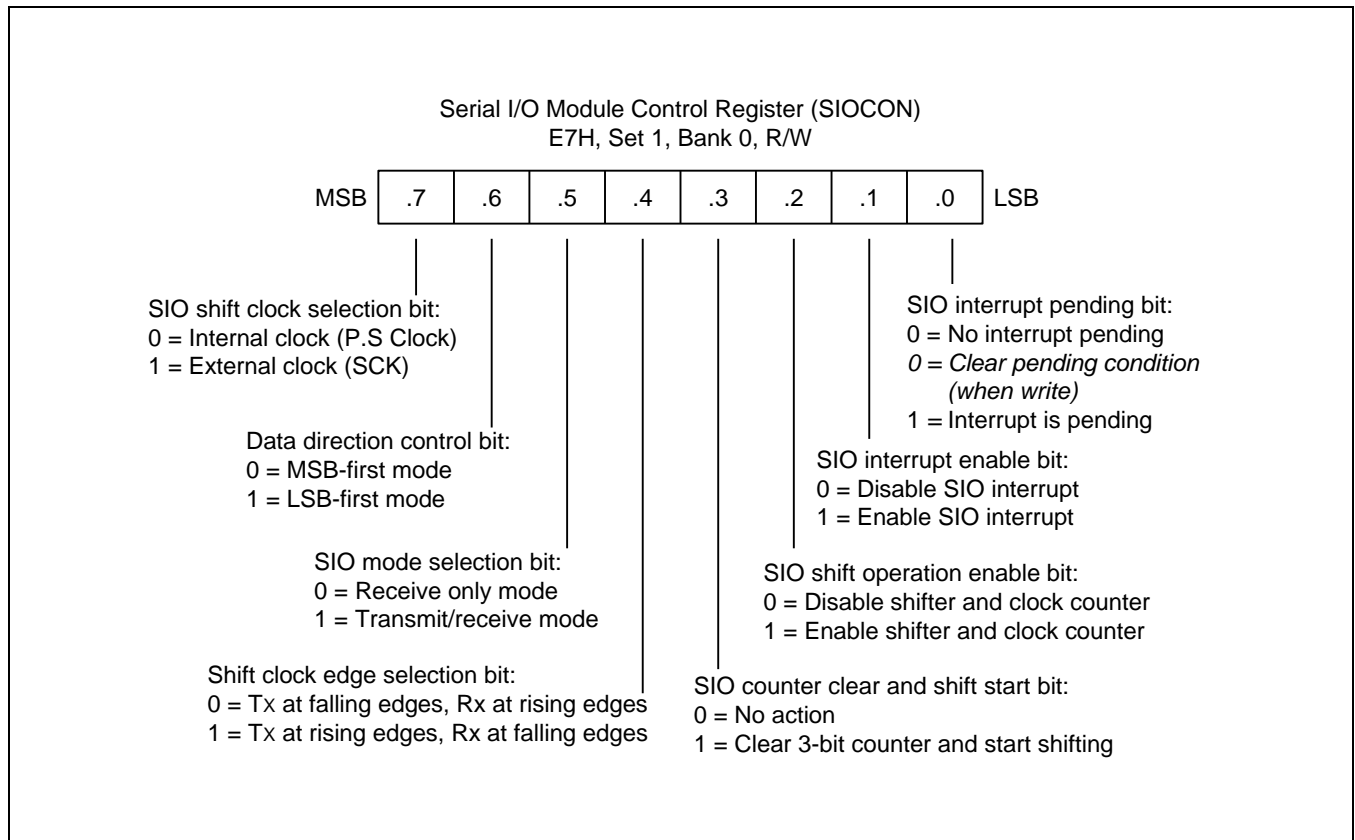 Serial I/O Module Control Register (SIOCON)
E7H, Set 1, Bank 0, R/W
MSB .7 .6 .5 .4 .3 .2 .1 .0 LSB
SIO shift clock selection bit:
0 = Internal clock (P.S Clock)
1 = External clock (SCK)
Data direction control bit:
0 = MSB-first mode
1 = LSB-first mode
SIO mode selection bit:
0 = Receive only mode
1 = Transmit/receive mode
Shift clock edge selection bit:
0 = Tx at falling edges, Rx at rising edges
1 = Tx at rising edges, Rx at falling edges
SIO interrupt pending bit:
0 = No interrupt pending
0 = Clear pending condition
(when write)
1 = Interrupt is pending
SIO interrupt enable bit:
0 = Disable SIO interrupt
1 = Enable SIO interrupt
SIO shift operation enable bit:
0 = Disable shifter and clock counter
1 = Enable shifter and clock counter
SIO counter clear and shift start bit:
0 = No action
1 = Clear 3-bit counter and start shifting